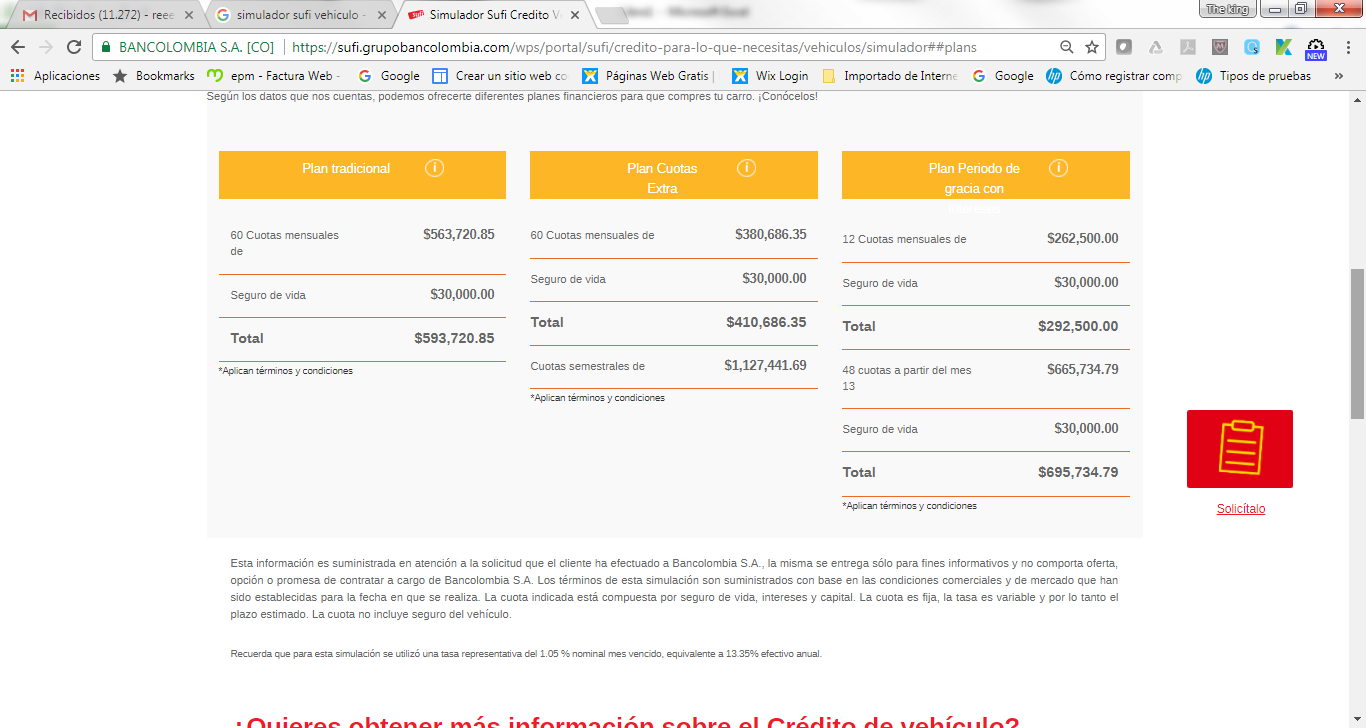 Recibidos (11.272) - reee
simulador sufi vehiculo -
Simulador Sufi Credito V
Microsoft Excel
The king
BANCOLOMBIA S.A. [CO]
https://sufi.grupobancolombia.com/wps/portal/sufi/credito-para-lo-que-necesitas/vehiculos/simulador##plans
NEW
Aplicaciones
Bookmarks
epm - Factura Web -
Google
Crear un sitio web co
Páginas Web Gratis |
Wix Login
Importado de Interne
Google
Cómo registrar comp
Tipos de pruebas
»
Según los datos que nos cuentas, podemos ofrecerte diferentes planes financieros para que compres tu carro. ¡Conócelos!
Plan tradicional
60 Cuotas mensuales
de
$563,720.85
Seguro de vida
$30,000.00
Total
$593,720.85
*Aplican términos y condiciones
Plan Cuotas
Extra
60 Cuotas mensuales de
$380,686.35
Seguro de vida
$30,000.00
Total
$410,686.35
Cuotas semestrales de
$1,127,441.69
*Aplican términos y condiciones
Plan Periodo de
gracia con
12 Cuotas mensuales de
$262,500.00
Seguro de vida
$30,000.00
Total
$292,500.00
48 cuotas a partir del mes
13
$665,734.79
Seguro de vida
$30,000.00
Total
$695,734.79
*Aplican términos y condiciones
Solicítalo
Esta información es suministrada en atención a la solicitud que el cliente ha efectuado a Bancolombia S.A., la misma se entrega sólo para fines informativos y no comporta oferta,
opción o promesa de contratar a cargo de Bancolombia S.A. Los términos de esta simulación son suministrados con base en las condiciones comerciales y de mercado que han
sido establecidas para la fecha en que se realiza. La cuota indicada está compuesta por seguro de vida, intereses y capital. La cuota es fija, la tasa es variable y por lo tanto el
plazo estimado. La cuota no incluye seguro del vehículo.
Recuerda que para esta simulación se utilizó una tasa representativa del 1.05 % nominal mes vencido, equivalente a 13.35% efectivo anual.
¿Quieres obtener más información sobre el Crédito de vehículo?